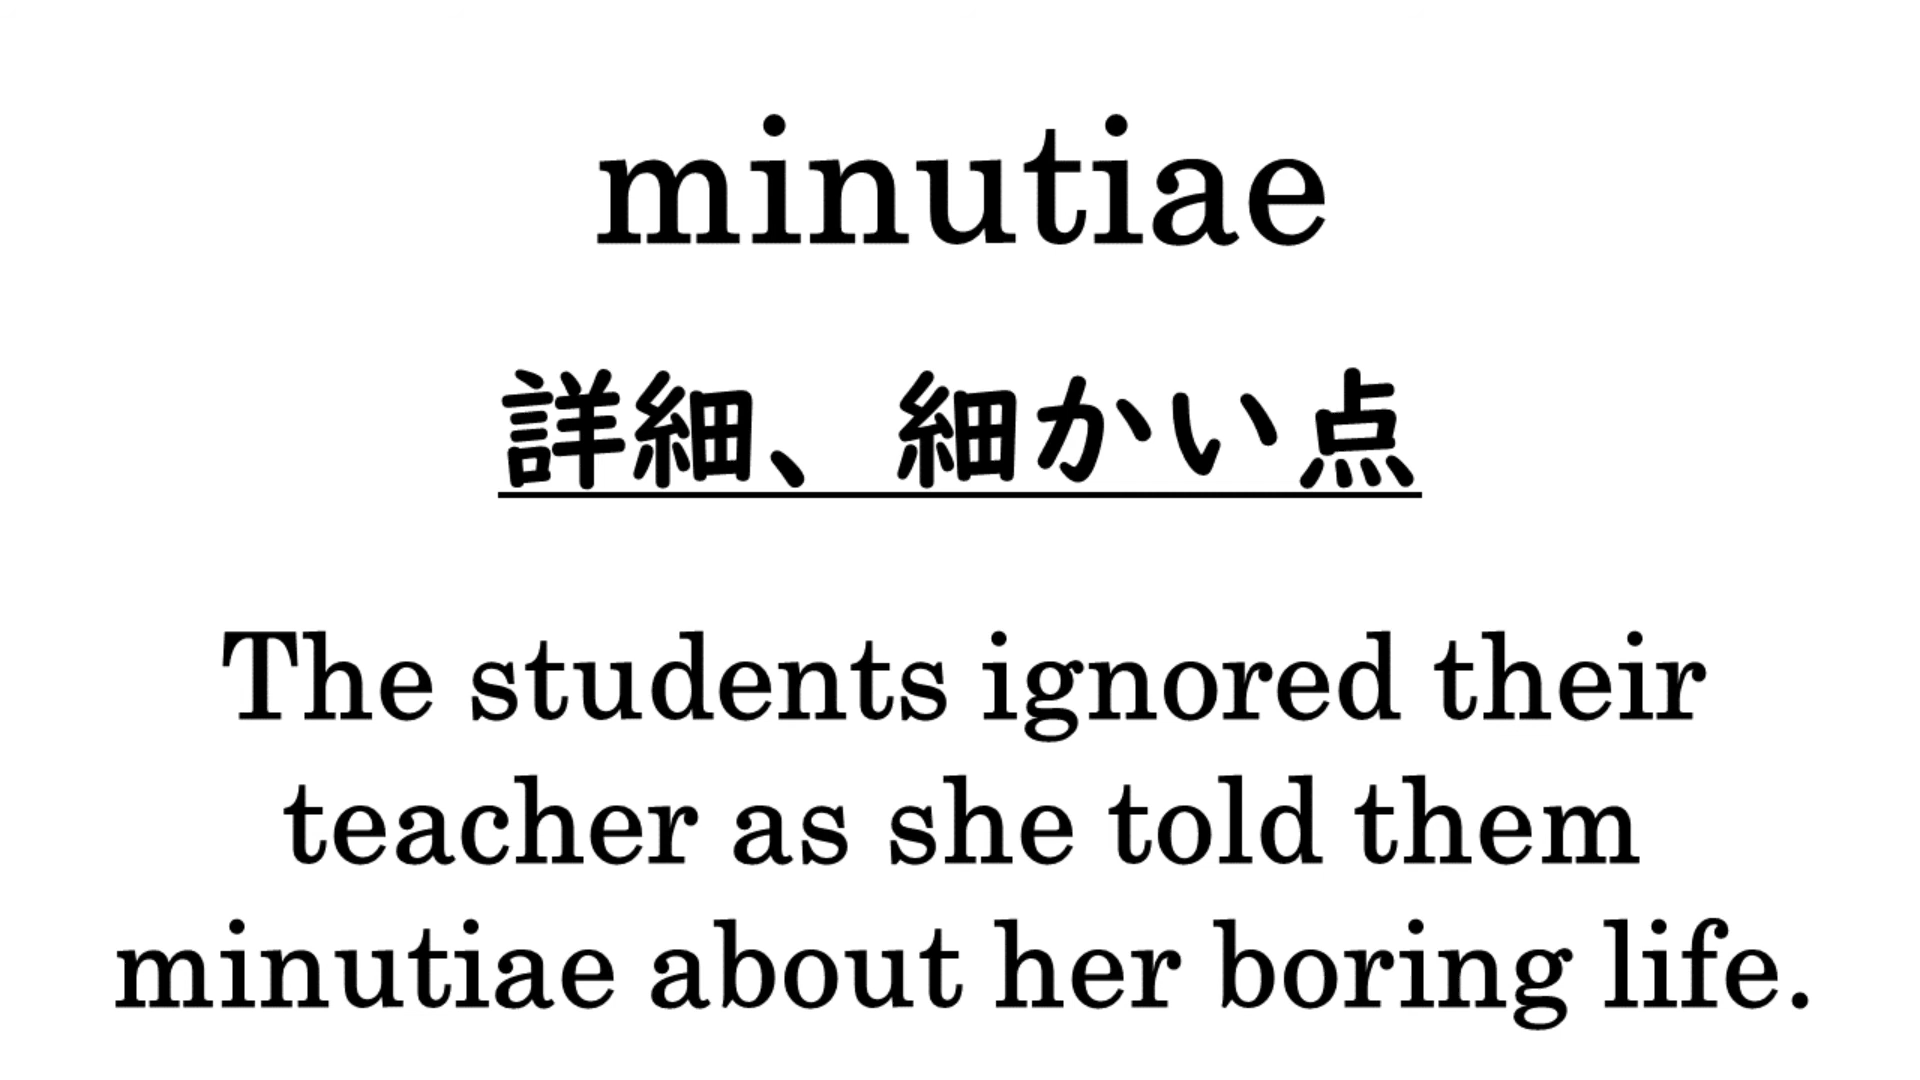 minutiae
詳細、細かい点
The students ignored their
teacher as she told them
minutiae about her boring life.